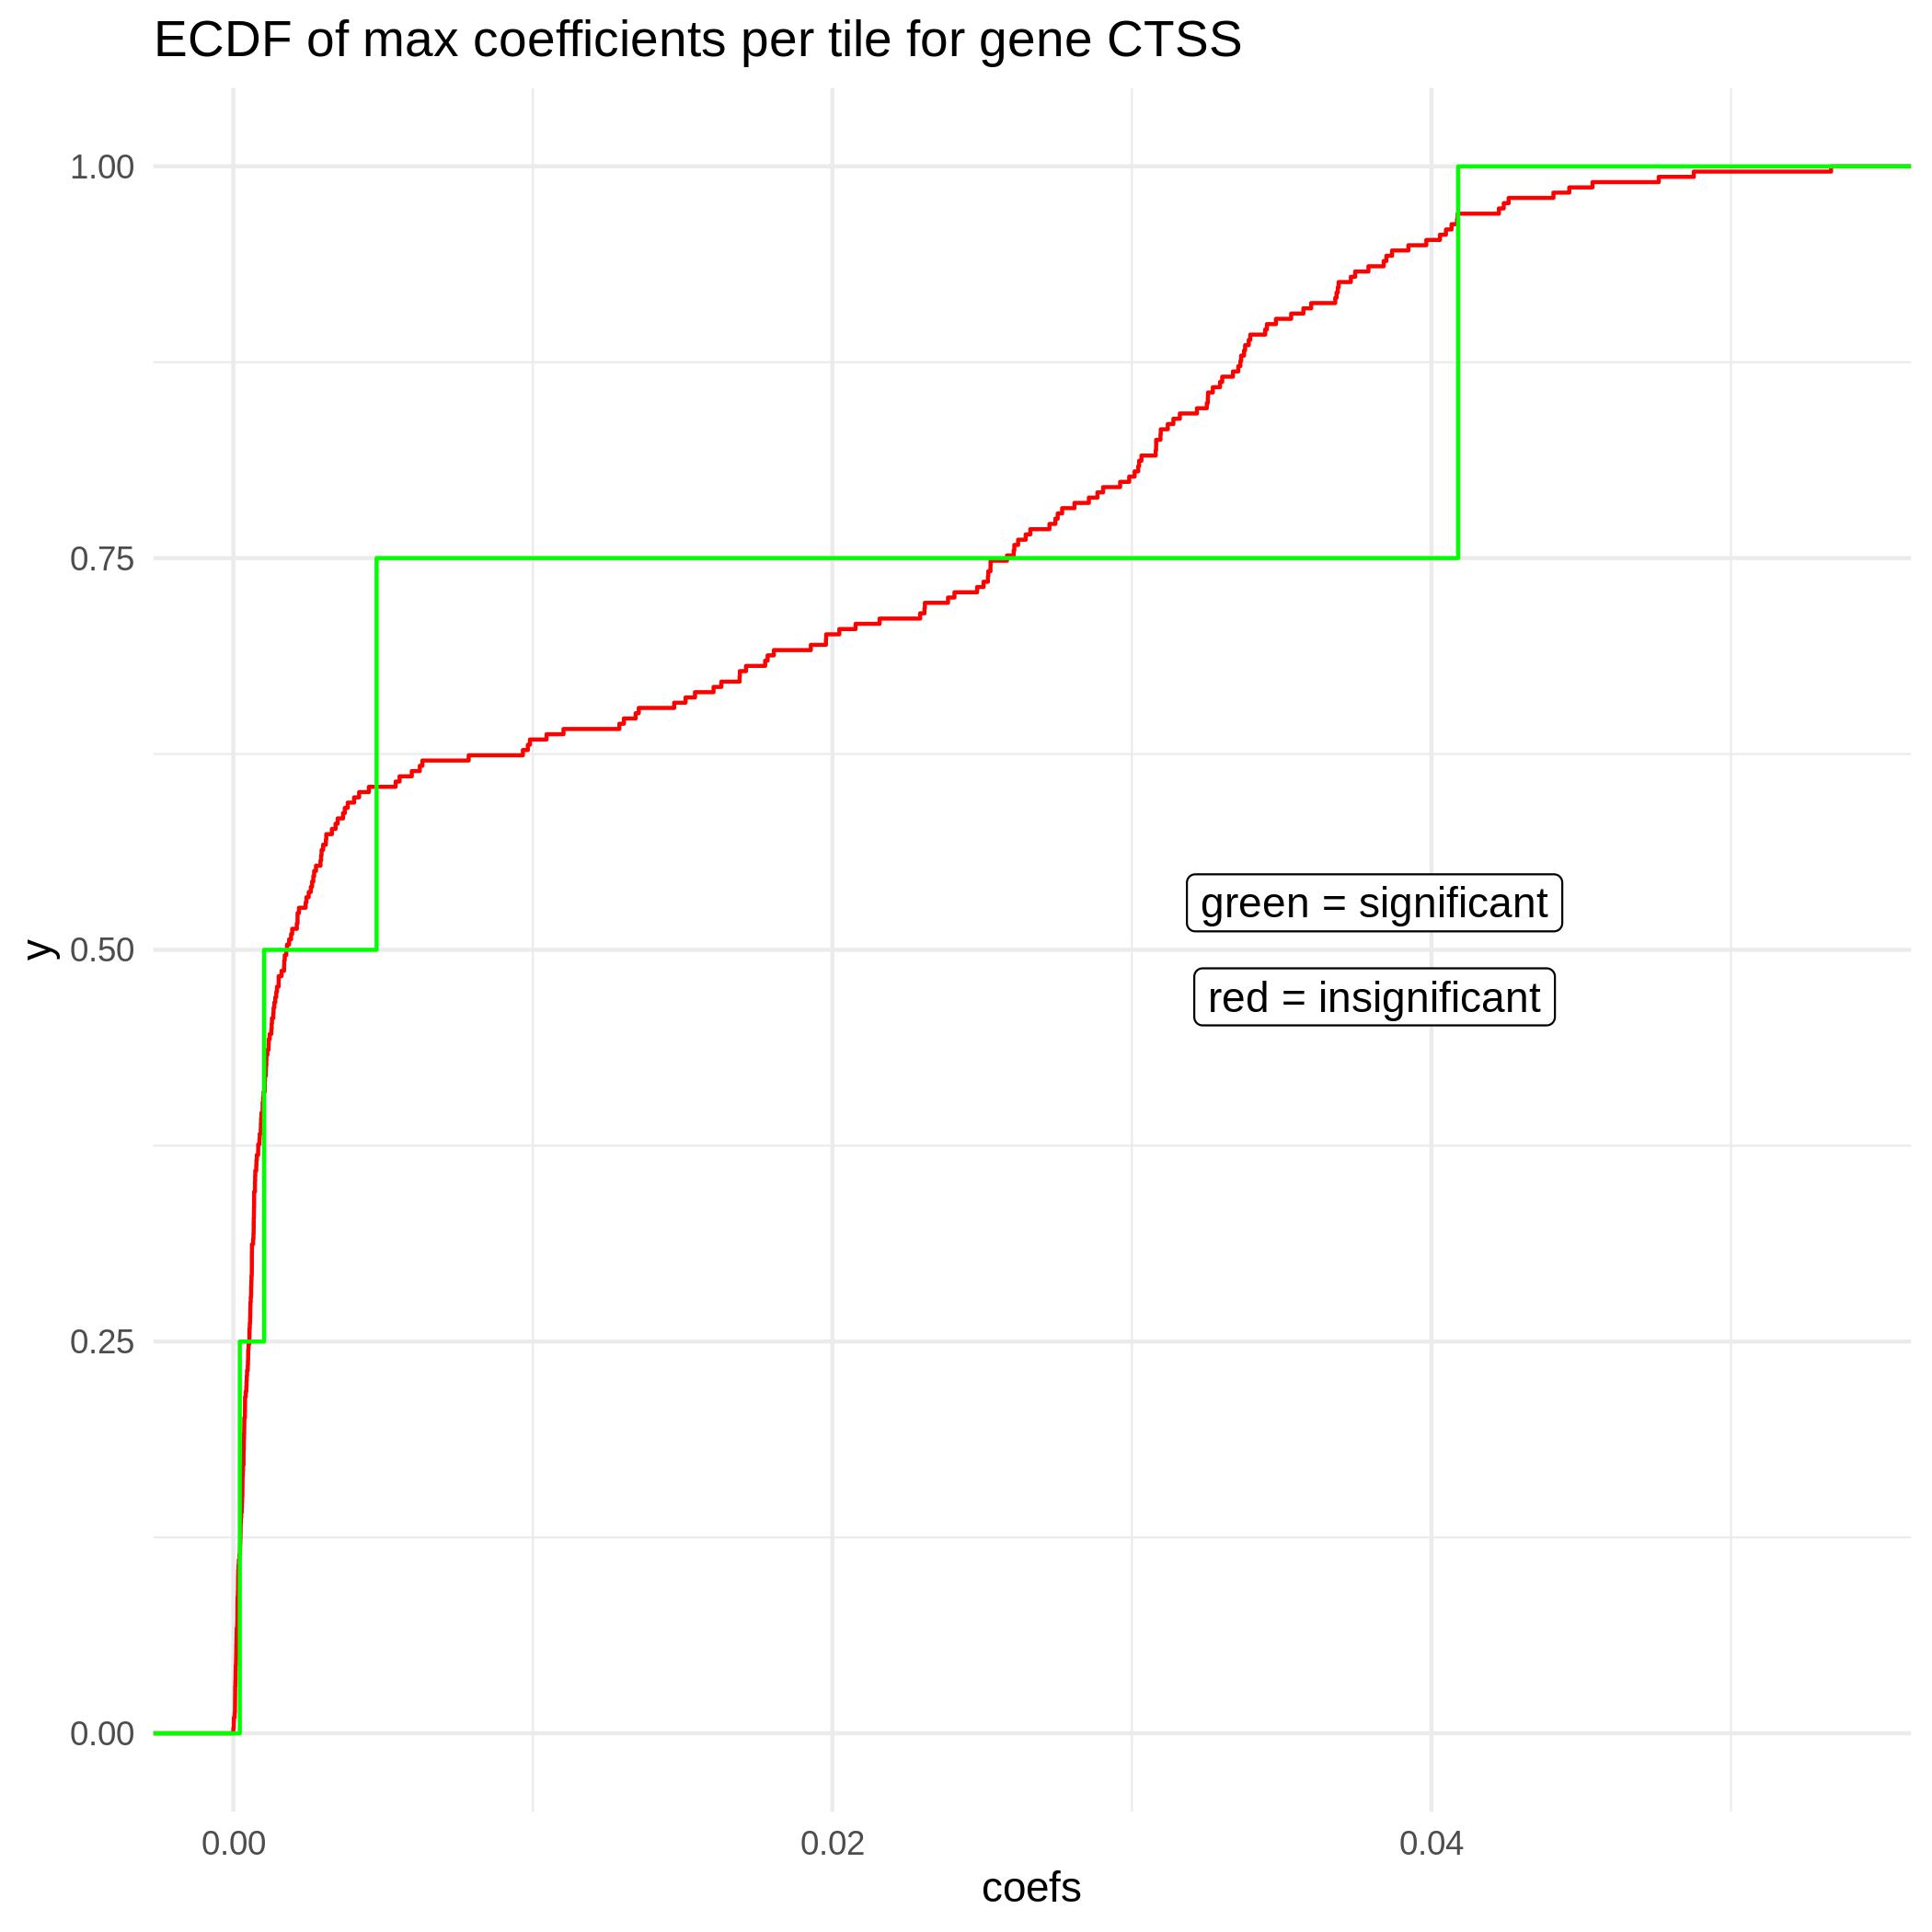 ECDF of max coefficients per tile for gene CTSS
1.00
0.75
0.50
0.25
0.00
y
green = significant
red = insignificant
0.00
0.02
0.04
coefs